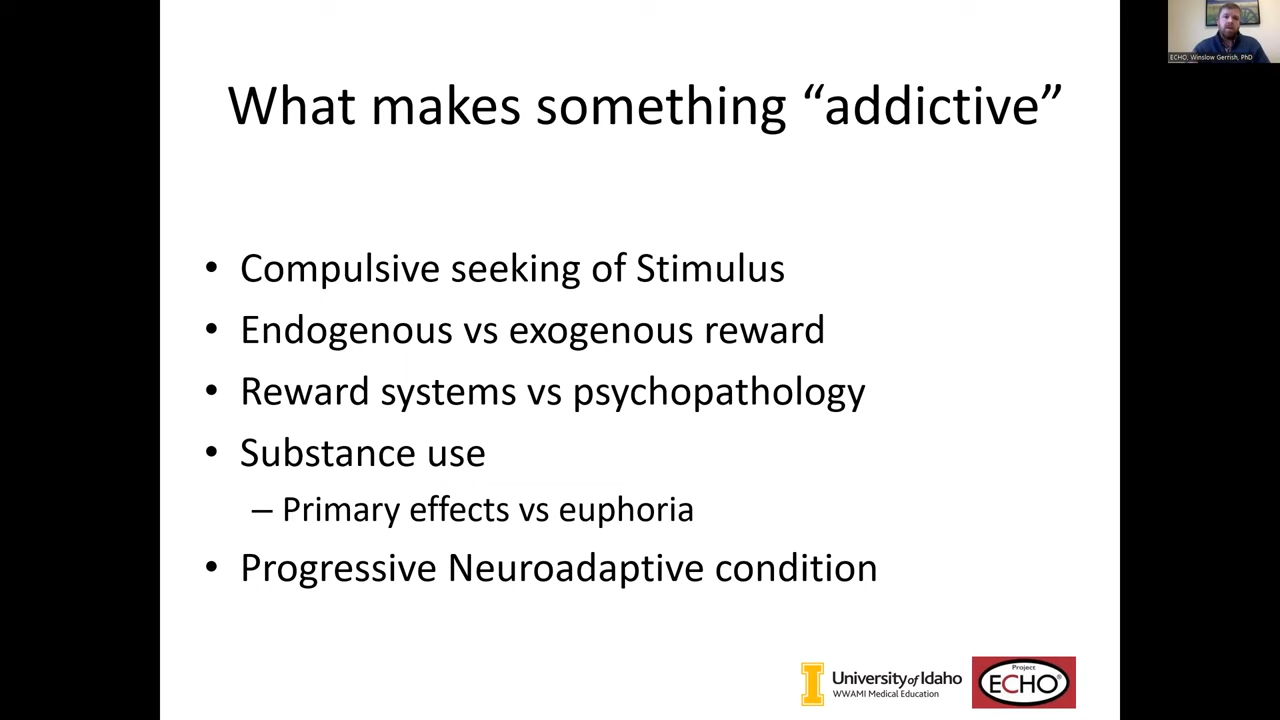 ECHO, Winslow Gerrish, PhD
What makes something “addictive”
• Compulsive seeking of Stimulus
• Endogenous vs exogenous reward
• Reward systems vs psychopathology
• Substance use
– Primary effects vs euphoria
• Progressive Neuroadaptive condition
I
University of Idaho
WWAMI Medical Education
Project
ECHO®